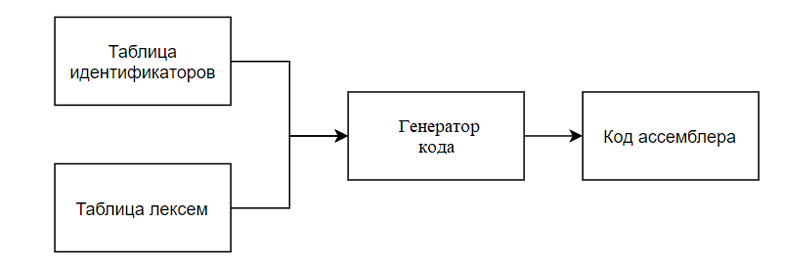 Таблица
идентификаторов
Таблица лексем
Генератор
кода
Код ассемблера